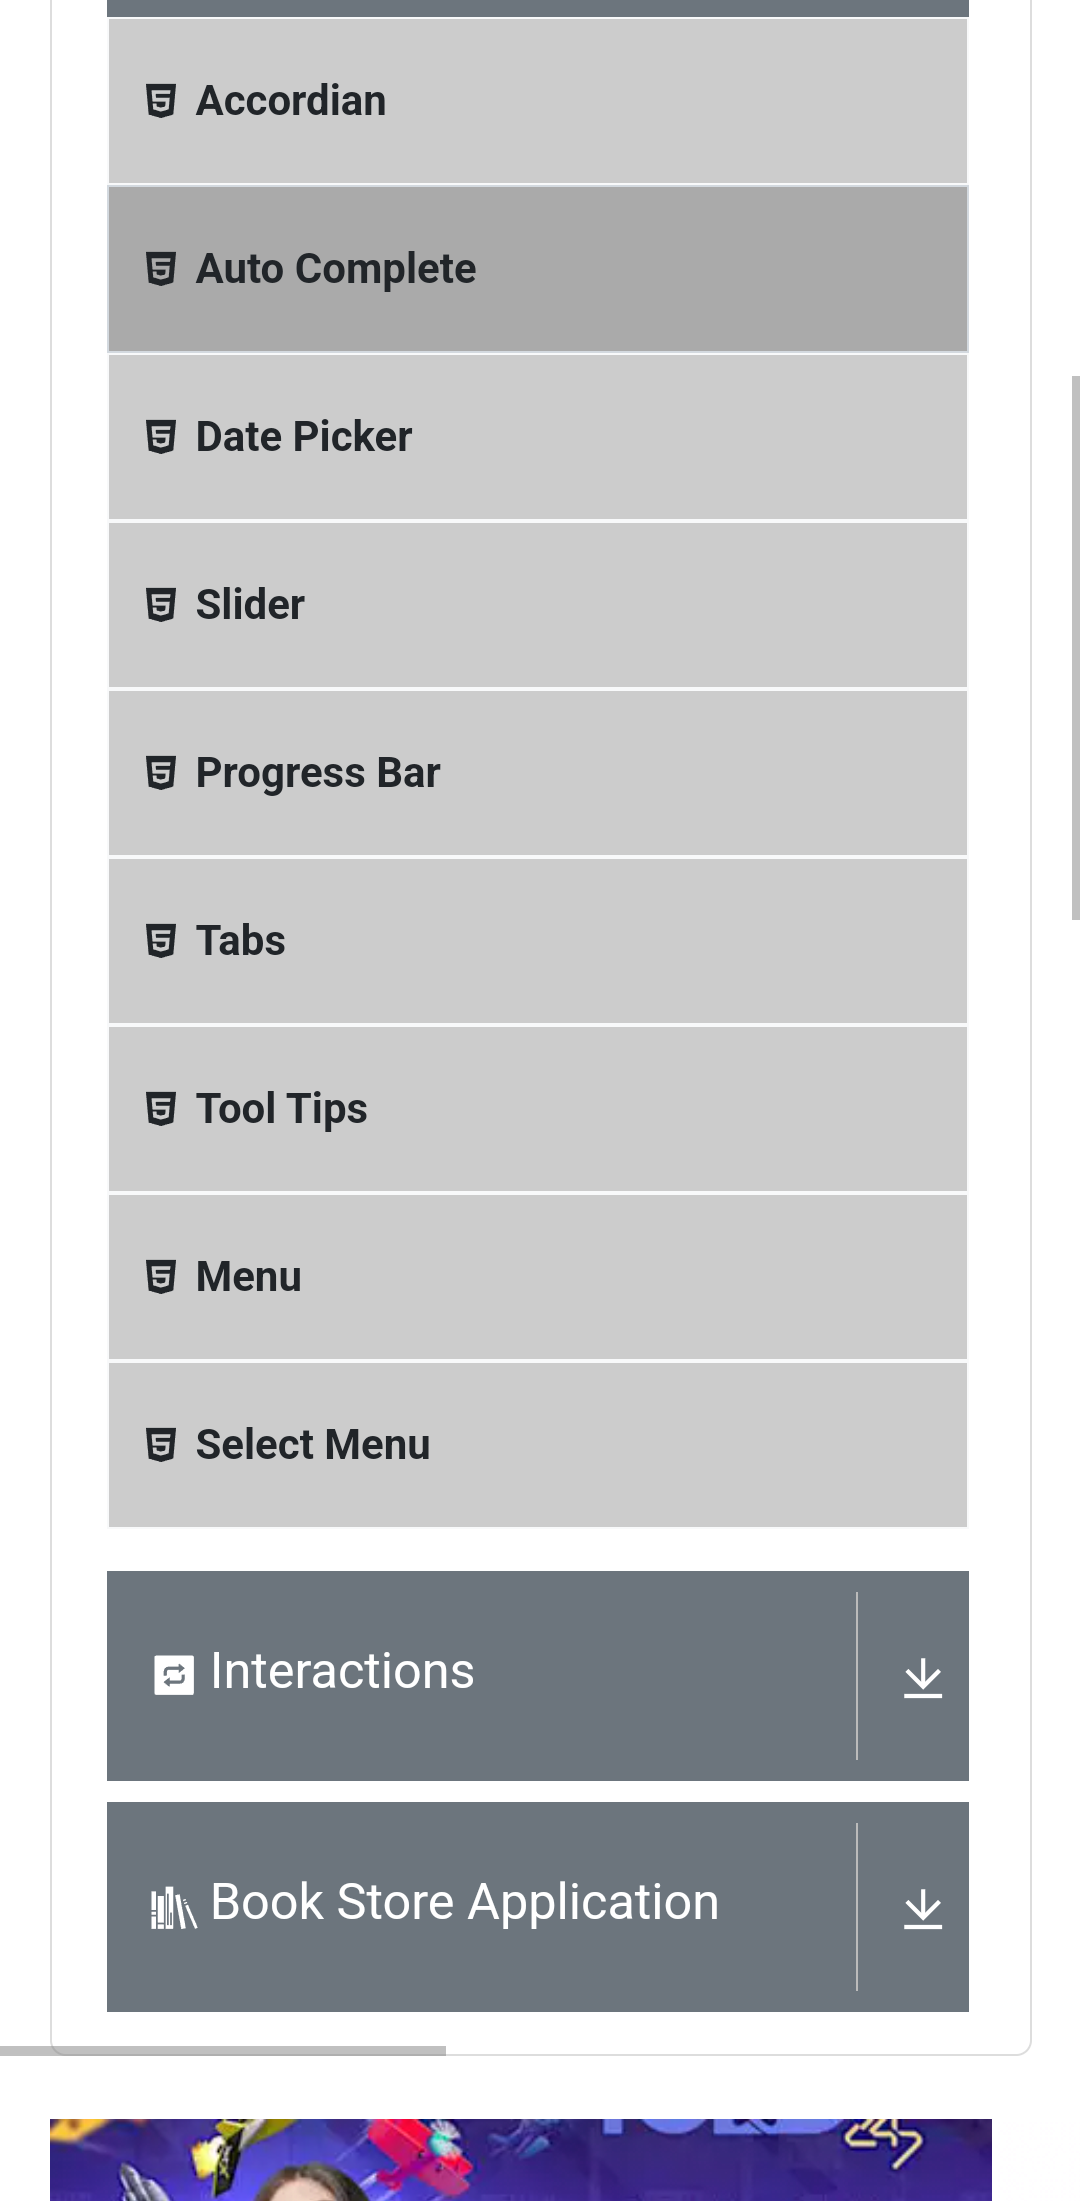 Accordian
Auto Complete
Date Picker
Slider
Progress Bar
Tabs
Tool Tips
Menu
Select Menu
Interactions
Book Store Application